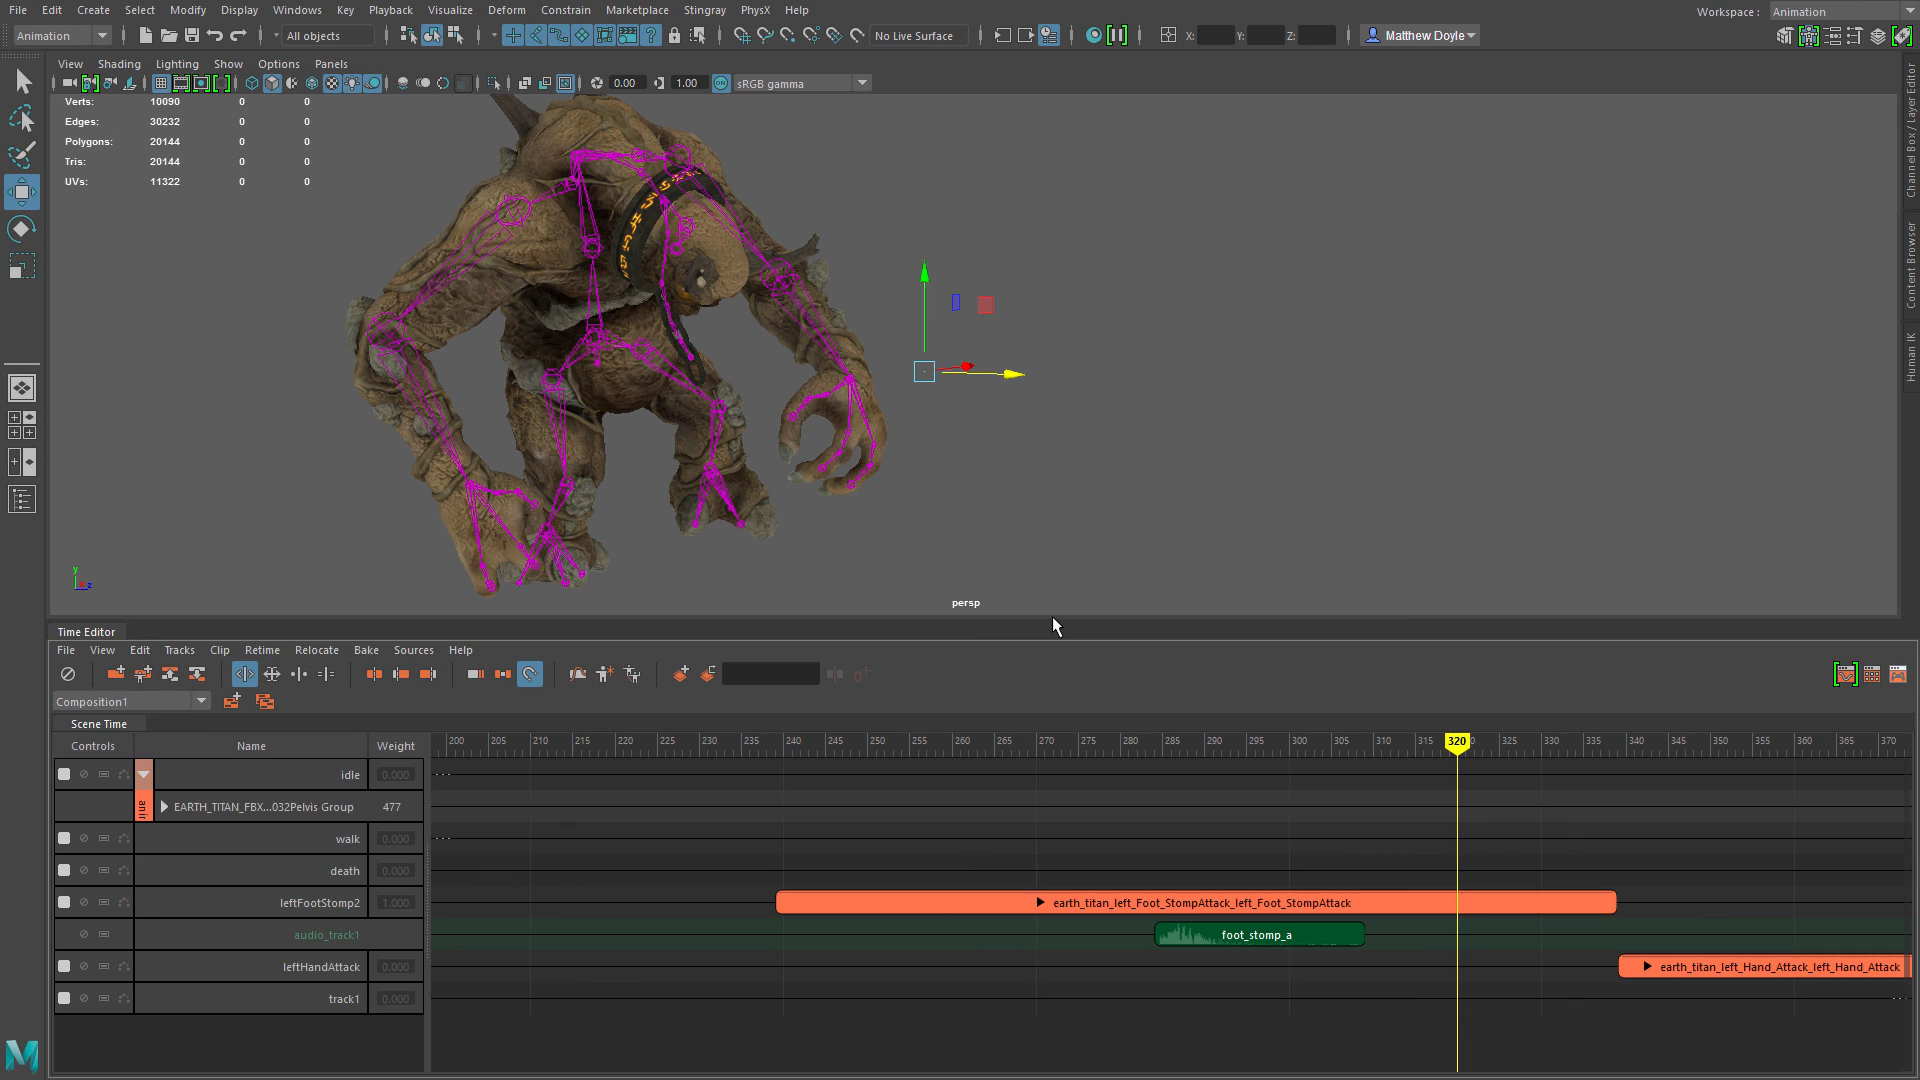 File Edit Create Select Modify Display Windows Key Playback Visualize Deform Constrain Marketplace Stingray PhysX Help Workspace : Animation
Animation All objects No Live Surface X: Y: Z: Matthew Doyle
View Shading Lighting Show Options Panels
0.00 1.00 ON sRGB gamma
Verts: 10090 0 0
Edges: 30232 0 0
Polygons: 20144 0 0
Tris: 20144 0 0
UVs: 11322 0 0
Channel Box / Layer Editor
Content Browser
Human IK
y
z
persp
Time Editor
File View Edit Tracks Clip Retime Relocate Bake Sources Help
Composition1
Scene Time
Controls Name Weight 200 205 210 215 220 225 230 235 240 245 250 255 260 265 270 275 280 285 290 295 300 305 310 315 320 325 330 335 340 345 350 355 360 365 370
idle 0.000
EARTH_TITAN_FBX...032Pelvis Group 477
walk 0.000
death 0.000
leftFootStomp2 1.000 earth_titan_left_Foot_StompAttack_left_Foot_StompAttack
audio_track1 foot_stomp_a
leftHandAttack 0.000 earth_titan_left_Hand_Attack_left_Hand_Attack
track1 0.000
M